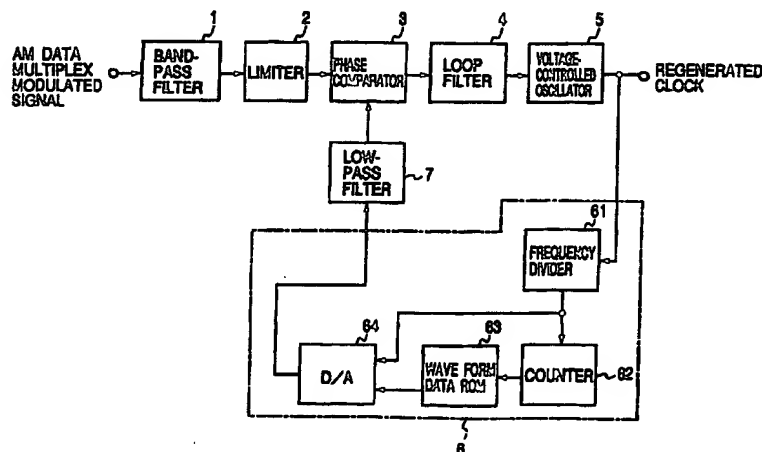 1
2
3
4
5
AM DATA
MULTIPLEX
MODULATED
SIGNAL
BAND-
PASS
FILTER
LIMITER
PHASE
COMPARATOR
LOOP
FILTER
VOLTAGE-
CONTROLLED
OSCILLATOR
REGENERATED
CLOCK
LOW-
PASS
FILTER
7
61
FREQUENCY
DIVIDER
64
63
D/A
WAVE FORM
DATA ROM
COUNTER
62
6